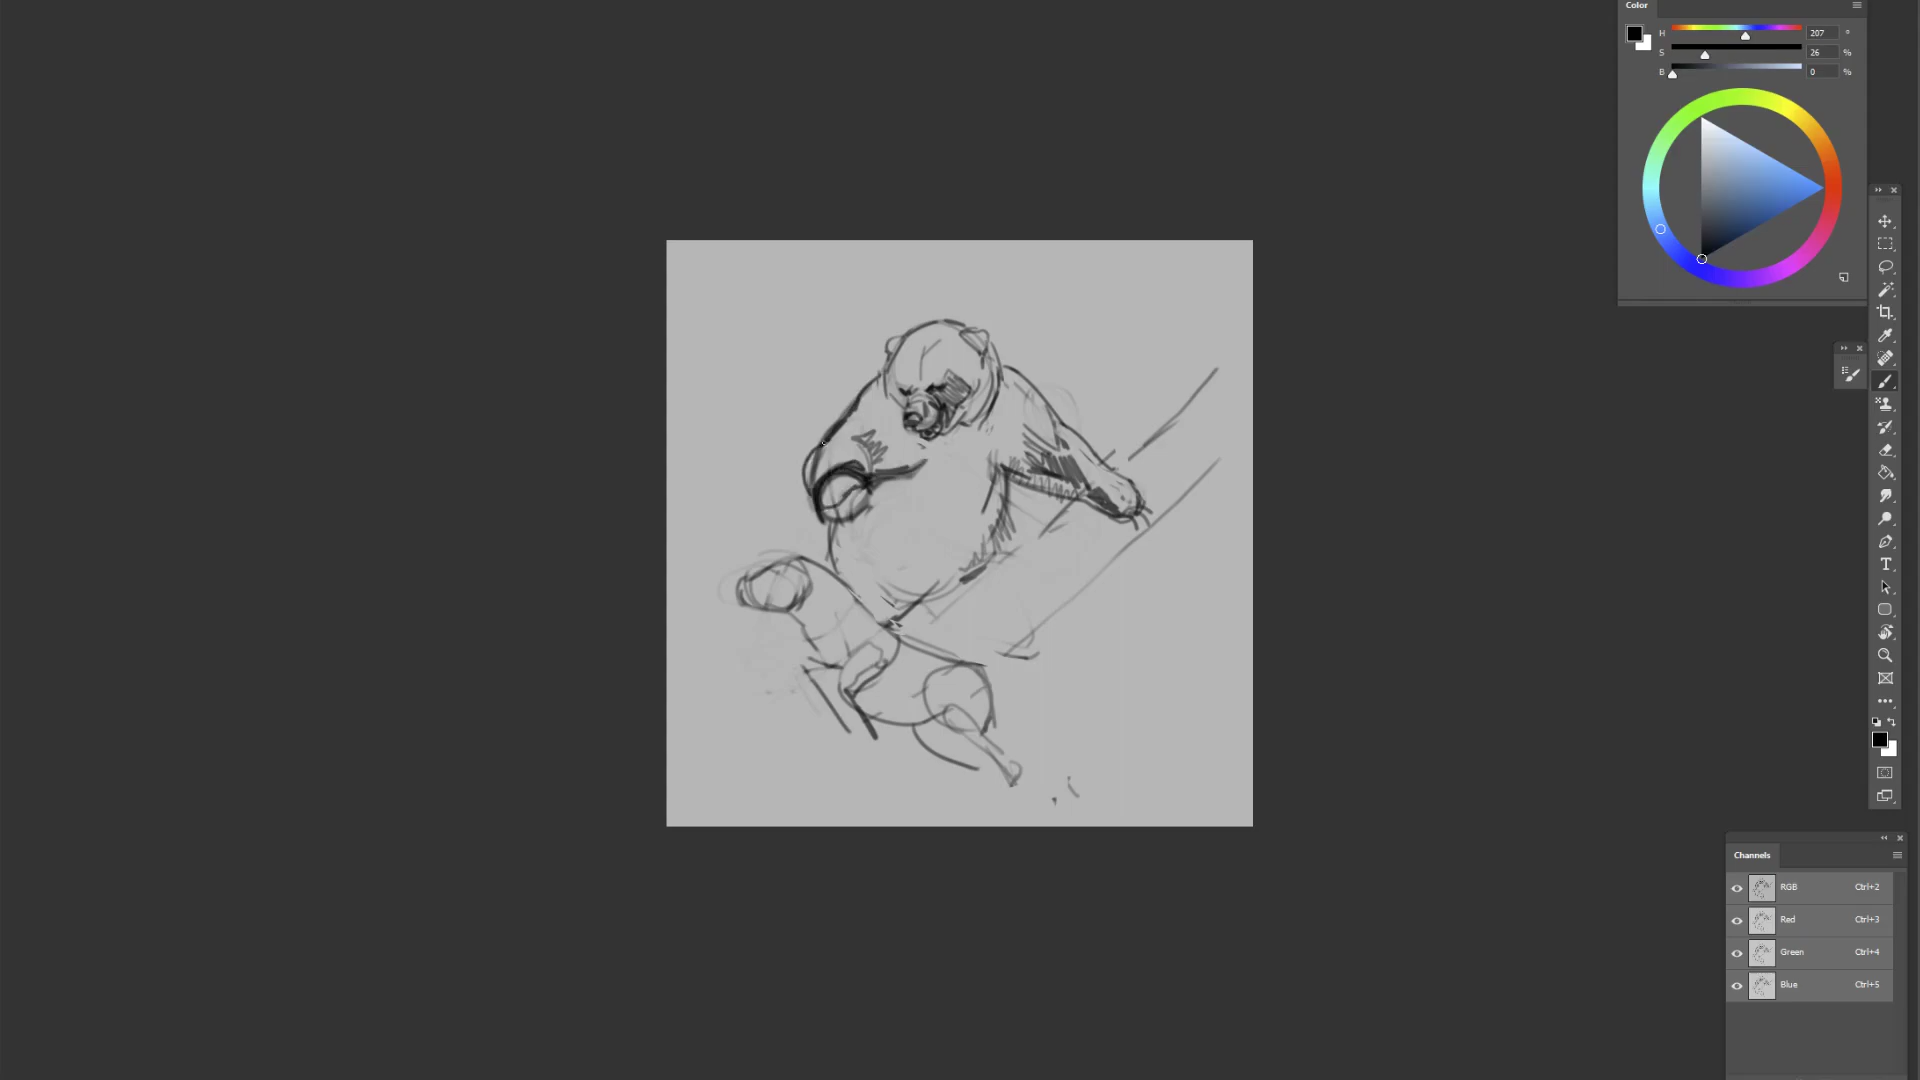 Color
H 207 °
S 26 %
B 0 %
Channels
RGB Ctrl+2
Red Ctrl+3
Green Ctrl+4
Blue Ctrl+5